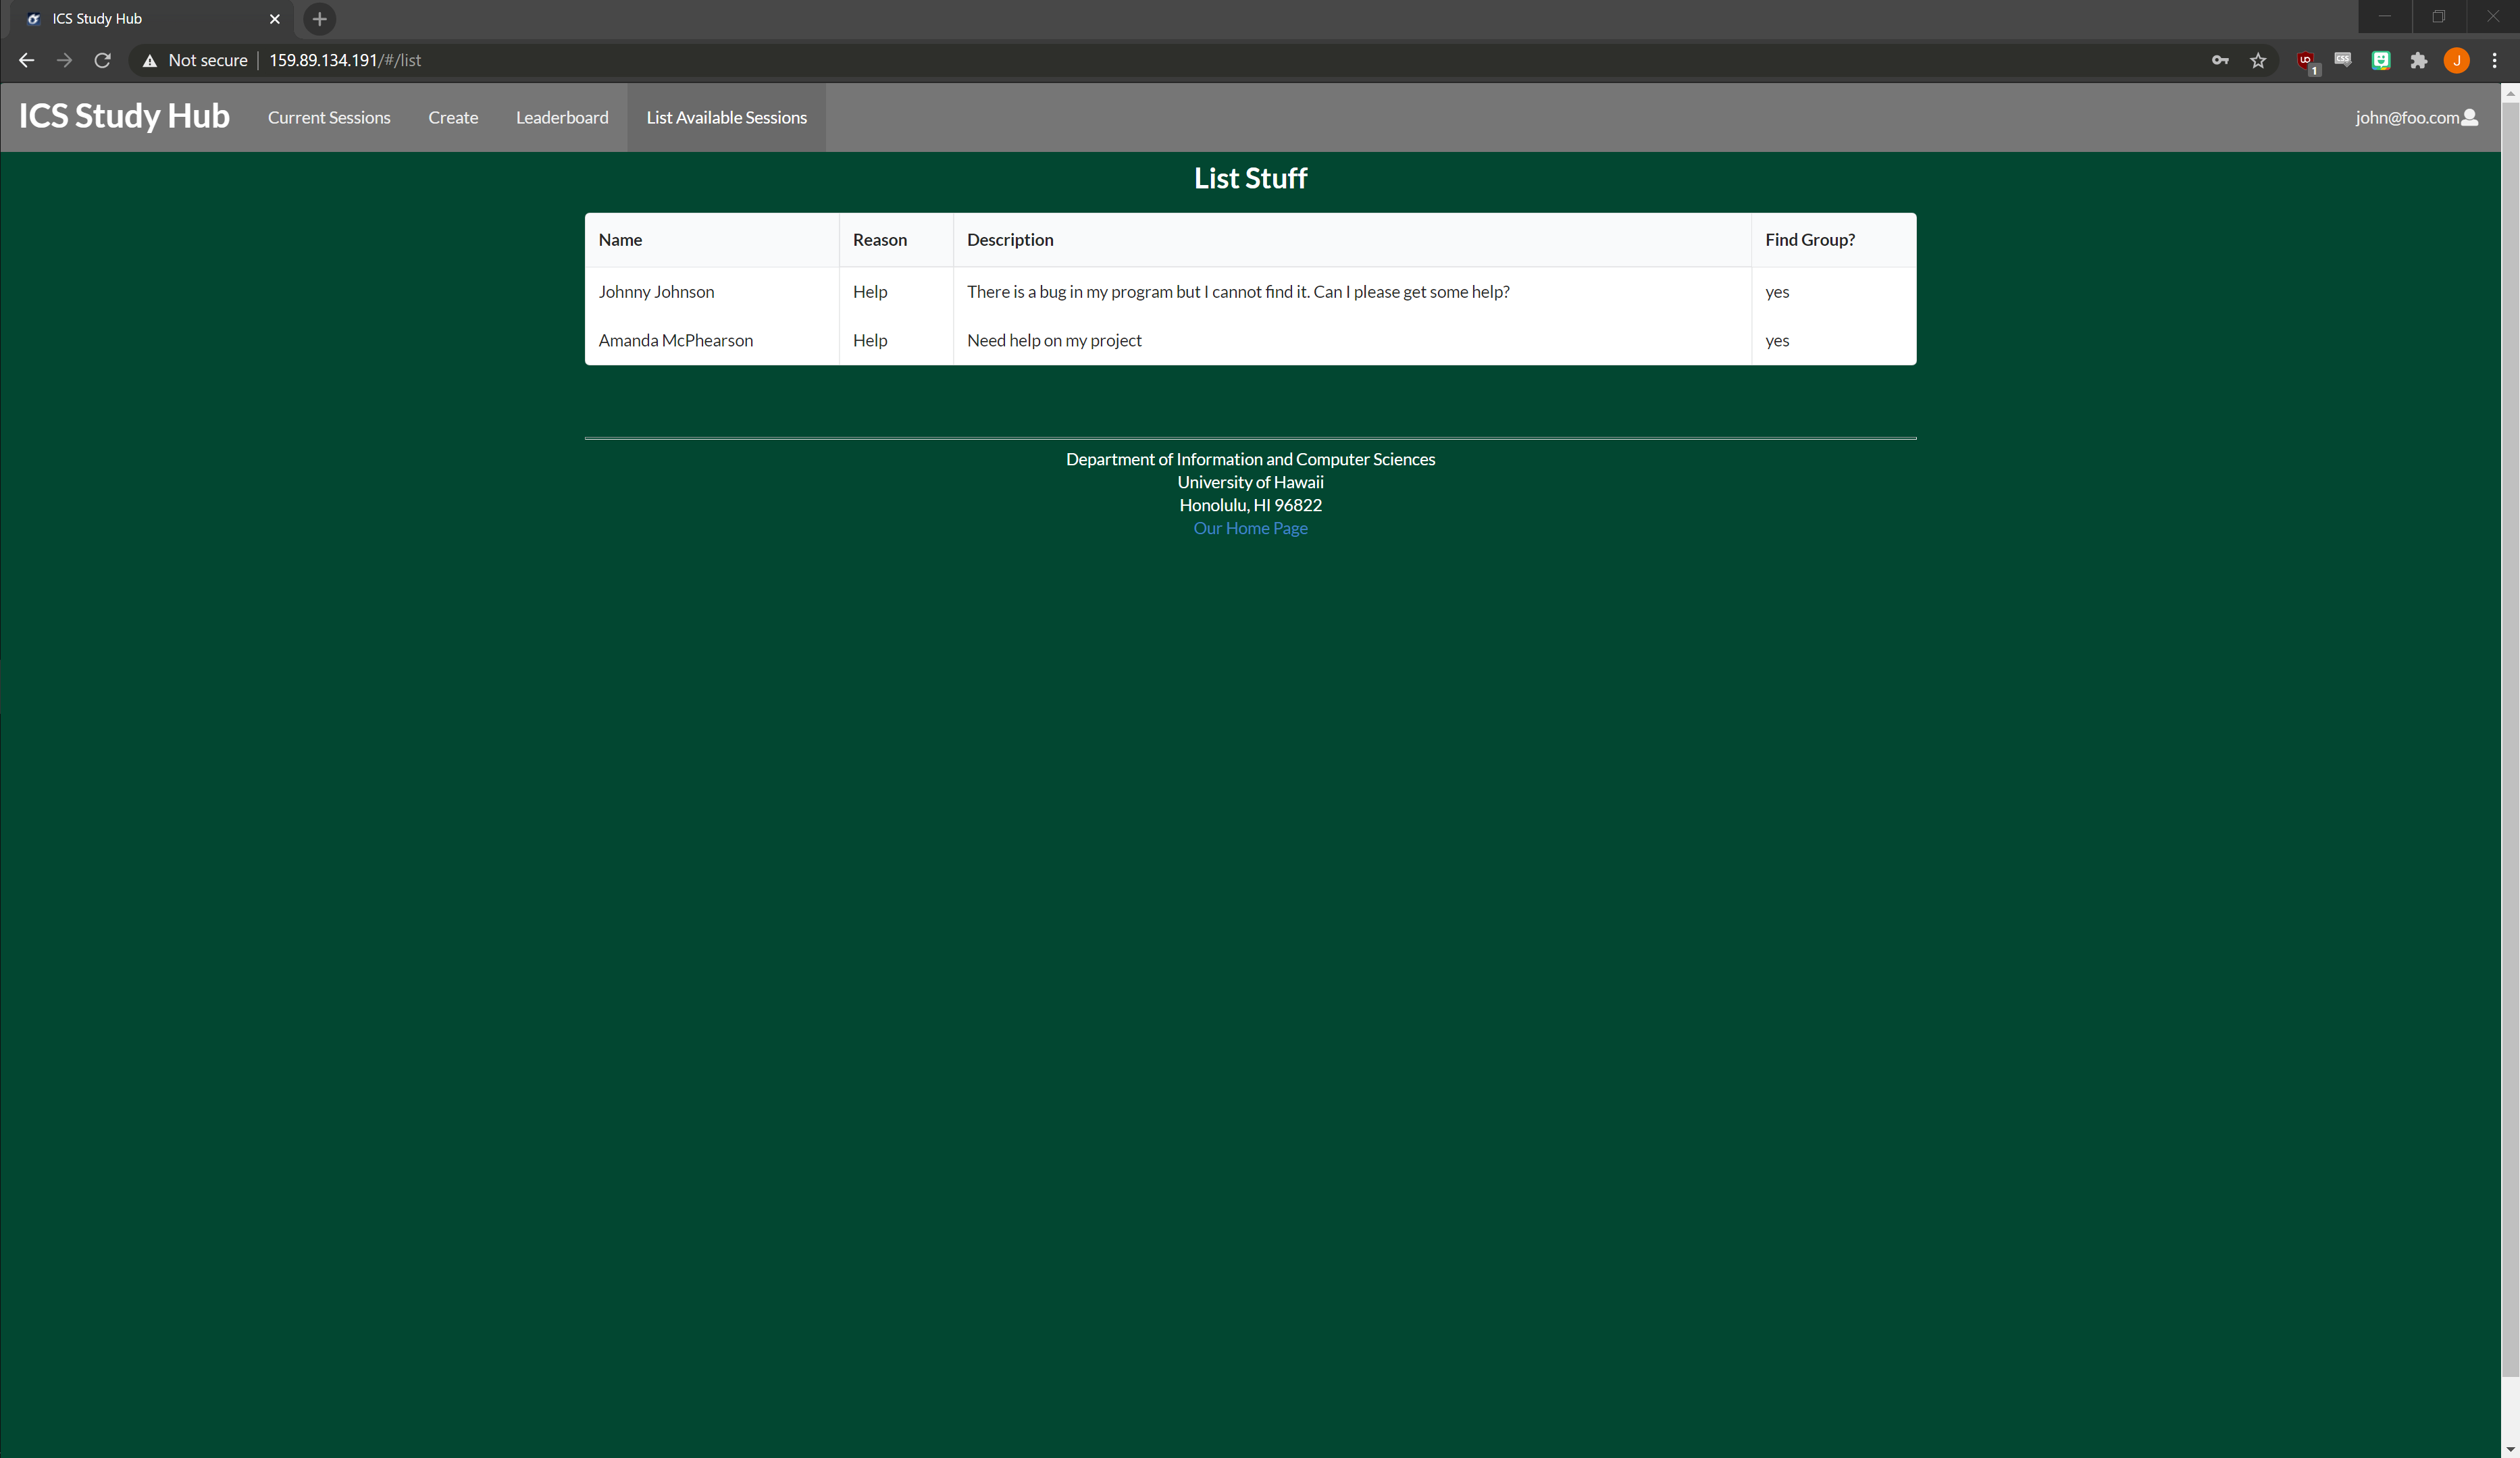 ICS Study Hub
Not secure 159.89.134.191/#/list
UD
1
CSS
J
ICS Study Hub Current Sessions Create Leaderboard List Available Sessions john@foo.com
List Stuff
Name Reason Description Find Group?
Johnny Johnson Help There is a bug in my program but I cannot find it. Can I please get some help? yes
Amanda McPhearson Help Need help on my project yes
Department of Information and Computer Sciences
University of Hawaii
Honolulu, HI 96822
Our Home Page